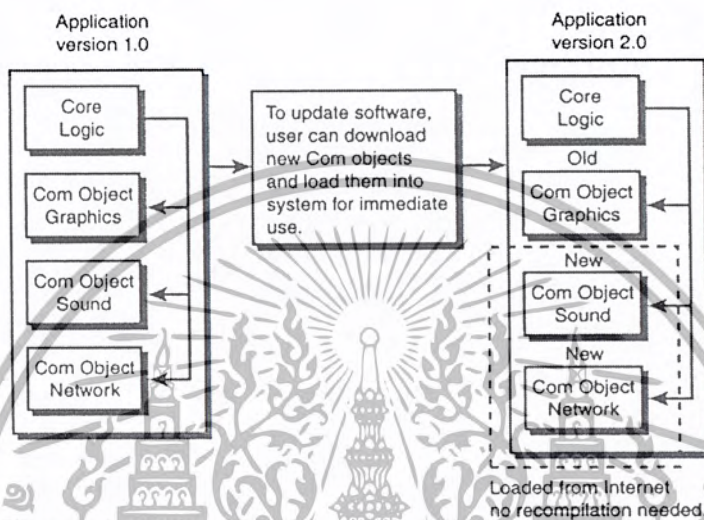 Application
version 1.0
Core
Logic
Com Object
Graphics
Com Object
Sound
Com Object
Network
To update software,
user can download
new Com objects
and load them into
system for immediate
use.
Application
version 2.0
Core
Logic
Old
Com Object
Graphics
New
Com Object
Sound
New
Com Object
Network
Loaded from Internet
no recompilation needed